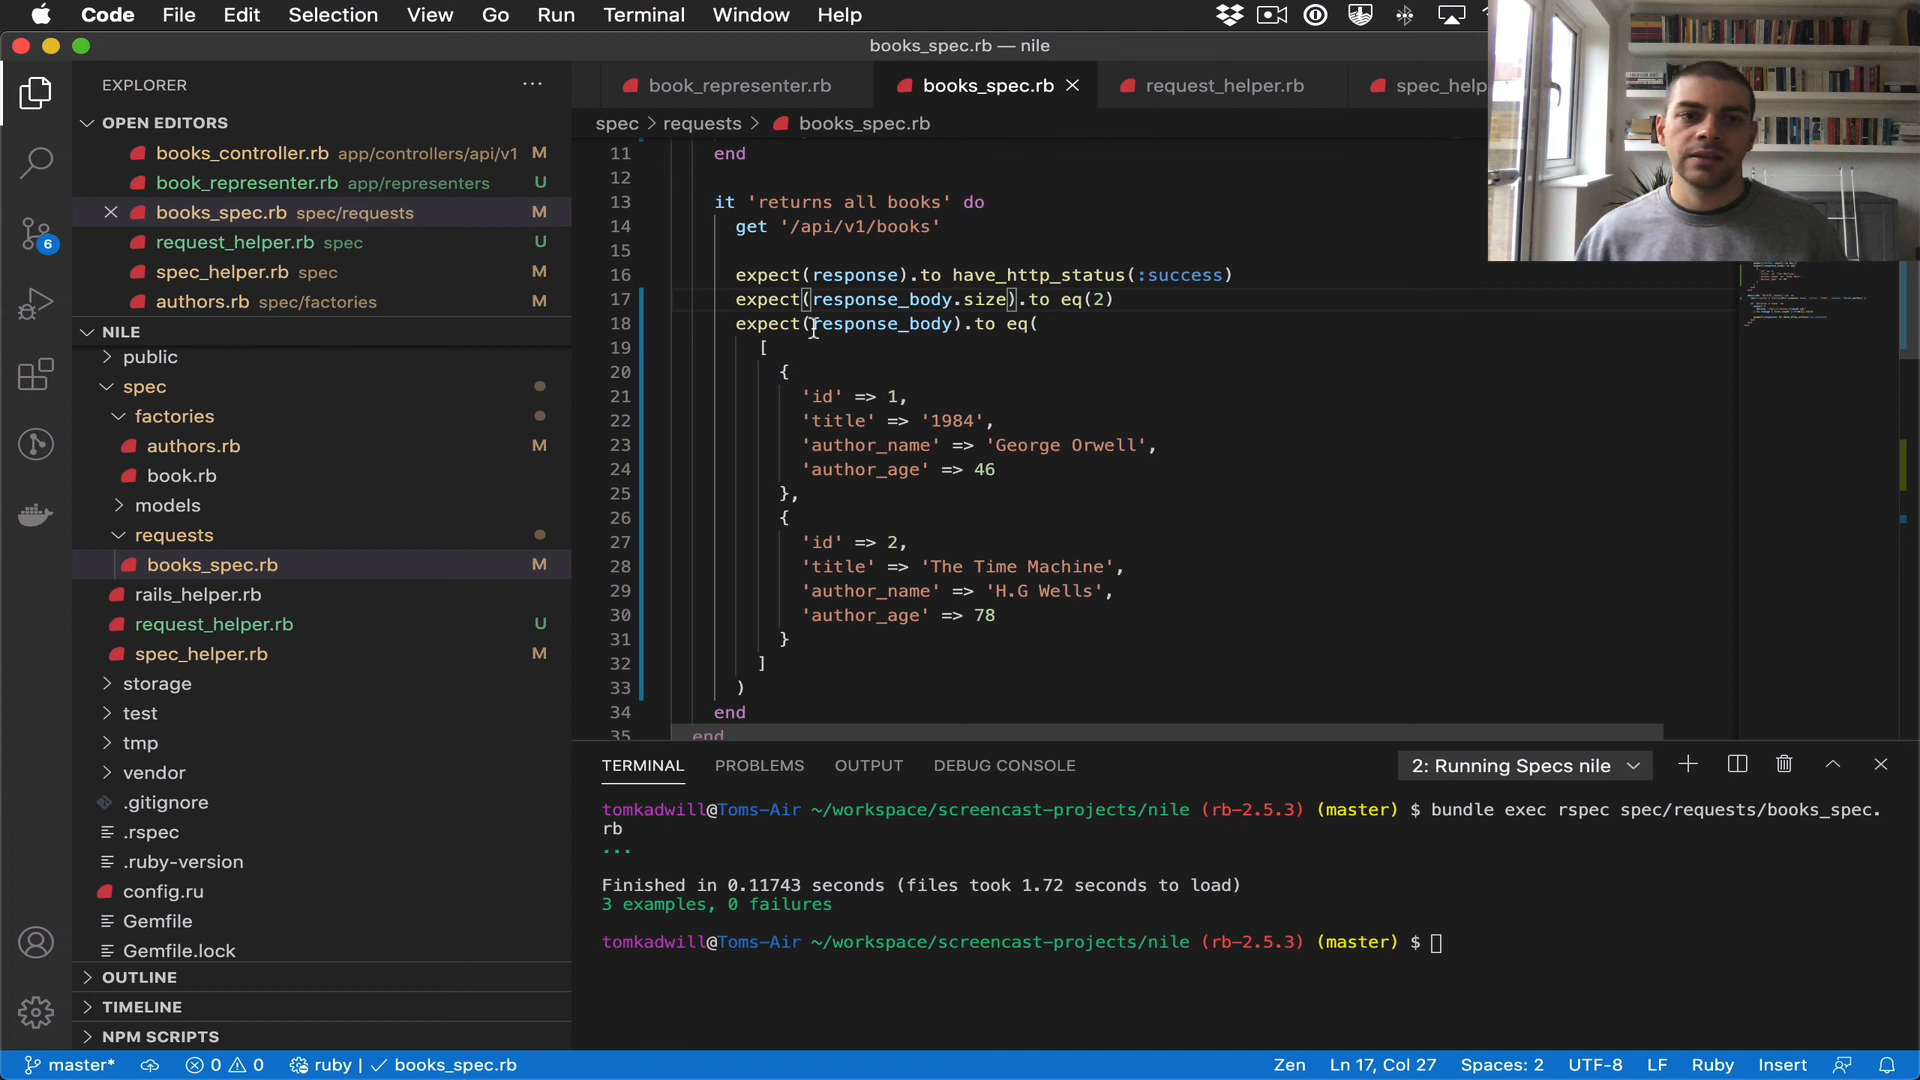 Code File Edit Selection View Go Run Terminal Window Help
books_spec.rb — nile
EXPLORER
OPEN EDITORS
books_controller.rb app/controllers/api/v1 M
book_representer.rb app/representers U
books_spec.rb spec/requests M
request_helper.rb spec U
spec_helper.rb spec M
authors.rb spec/factories M
6
NILE
public
spec
factories
authors.rb M
book.rb
models
requests
books_spec.rb M
rails_helper.rb
request_helper.rb U
spec_helper.rb M
storage
test
tmp
vendor
.gitignore
.rspec
.ruby-version
config.ru
Gemfile
Gemfile.lock
OUTLINE
TIMELINE
NPM SCRIPTS
book_representer.rb books_spec.rb request_helper.rb spec_help
spec > requests > books_spec.rb
11 end
12
13 it 'returns all books' do
14 get '/api/v1/books'
15
16 expect(response).to have_http_status(:success)
17 expect(response_body.size).to eq(2)
18 expect(response_body).to eq(
19 [
20 {
21 'id' => 1,
22 'title' => '1984',
23 'author_name' => 'George Orwell',
24 'author_age' => 46
25 },
26 {
27 'id' => 2,
28 'title' => 'The Time Machine',
29 'author_name' => 'H.G Wells',
30 'author_age' => 78
31 }
32 ]
33 )
34 end
35 end
TERMINAL PROBLEMS OUTPUT DEBUG CONSOLE 2: Running Specs nile
tomkadwill@Toms-Air ~/workspace/screencast-projects/nile (rb-2.5.3) (master) $ bundle exec rspec spec/requests/books_spec.
rb
...
Finished in 0.11743 seconds (files took 1.72 seconds to load)
3 examples, 0 failures
tomkadwill@Toms-Air ~/workspace/screencast-projects/nile (rb-2.5.3) (master) $
master* 0 0 ruby | ✓ books_spec.rb Zen Ln 17, Col 27 Spaces: 2 UTF-8 LF Ruby Insert